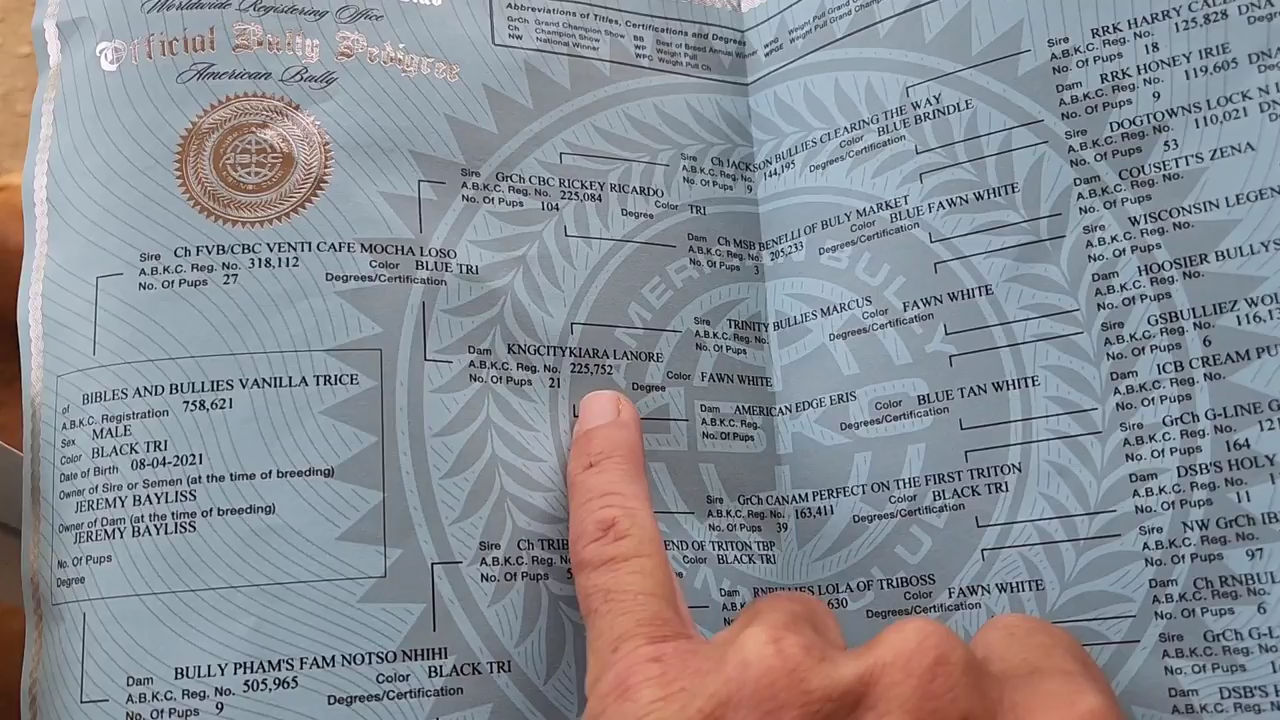 Worldwide Registering Office
Official Bully Pedigree
American Bully
Abbreviations of Titles, Certifications and Degrees
GrCh Grand Champion Show
Ch Champion Show
NW National Winner
BB Best of Breed Annual Winner
WP Weight Pull
WPC Weight Pull Ch
WPG Weight Pull Grand
WPGE Weight Pull Grand
ABKC
Sire Ch FVB/CBC VENTI CAFE MOCHA LOSO
A.B.K.C. Reg. No. 318,112 Color BLUE TRI
No. Of Pups 27 Degrees/Certification
of BIBLES AND BULLIES VANILLA TRICE
A.B.K.C. Registration 758,621
Sex MALE
Color BLACK TRI
Date of Birth 08-04-2021
Owner of Sire or Semen (at the time of breeding)
JEREMY BAYLISS
Owner of Dam (at the time of breeding)
JEREMY BAYLISS
No. Of Pups
Degree
Dam BULLY PHAM'S FAM NOTSO NHIHI
A.B.K.C. Reg. No. 505,965 Color BLACK TRI
No. Of Pups 9 Degrees/Certification
Sire GrCh CBC RICKEY RICARDO
A.B.K.C. Reg. No. 225,084 Color TRI
No. Of Pups 104 Degree
Dam KNGCITYKIARA LANORE
A.B.K.C. Reg. No. 225,752 Color FAWN WHITE
No. Of Pups 21 Degree
Sire Ch TRIB END OF TRITON TBP
A.B.K.C. Reg. No. BLACK TRI
No. Of Pups 5
Sire Ch JACKSON BULLIES CLEARING THE WAY
A.B.K.C. Reg. No. 144,195 Color BLUE BRINDLE
No. Of Pups 9 Degrees/Certification
Dam Ch MSB BENELLI OF BULY MARKET
A.B.K.C. Reg. No. 205,233 Color BLUE FAWN WHITE
No. Of Pups 3 Degrees/Certification
Sire TRINITY BULLIES MARCUS
A.B.K.C. Reg. No. Color FAWN WHITE
No. Of Pups Degrees/Certification
Dam AMERICAN EDGE ERIS
A.B.K.C. Reg. Color BLUE TAN WHITE
No. Of Pups Degrees/Certification
Sire GrCh CANAM PERFECT ON THE FIRST TRITON
A.B.K.C. Reg. No. 163,411 Color BLACK TRI
No. Of Pups 39 Degrees/Certification
Dam LOLA OF TRIBOSS
630 Color FAWN WHITE
Degrees/Certification
Sire RRK HARRY
A.B.K.C. Reg. No. 125,828 DNA
No. Of Pups 18
Dam RRK HONEY IRIE
A.B.K.C. Reg. No. 119,605 DNA
No. Of Pups 9
Sire DOGTOWNS LOCK N
A.B.K.C. Reg. No. 110,021
No. Of Pups 53
Dam COUSETT'S ZENA
A.B.K.C. Reg. No.
No. Of Pups
Sire WISCONSIN
A.B.K.C. Reg. No.
No. Of Pups
Dam HOOSIER BULLYS
A.B.K.C. Reg. No.
No. Of Pups
Sire GSBULLIEZ
A.B.K.C. Reg. No.
No. Of Pups 6
Dam ICB CREAM
A.B.K.C. Reg. No.
No. Of Pups
Sire GrCh G-LINE
A.B.K.C. Reg. No.
No. Of Pups 164
Dam DSB'S HOLY
A.B.K.C. Reg. No.
No. Of Pups 11
Sire NW GrCh
A.B.K.C. Reg. No.
No. Of Pups 97
Dam Ch
A.B.K.C. Reg. No.
No. Of Pups 6
Sire GrCh
A.B.K.C. Reg. No.
No. Of Pups
Dam DSB'S
A.B.K.C. Reg. No.